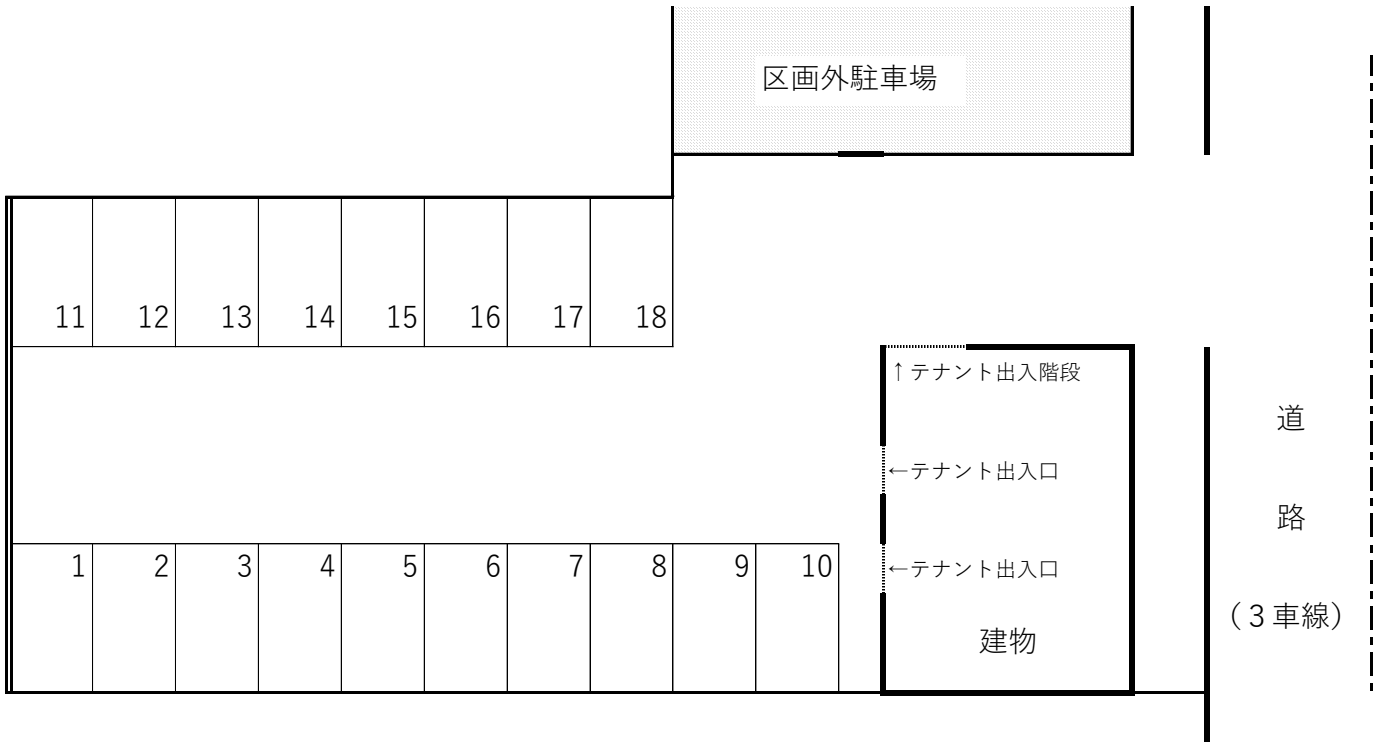 区画外駐車場
11 12 13 14 15 16 17 18
↑テナント出入階段
←テナント出入口
1 2 3 4 5 6 7 8 9 10
←テナント出入口
建物
道
路
（3車線）